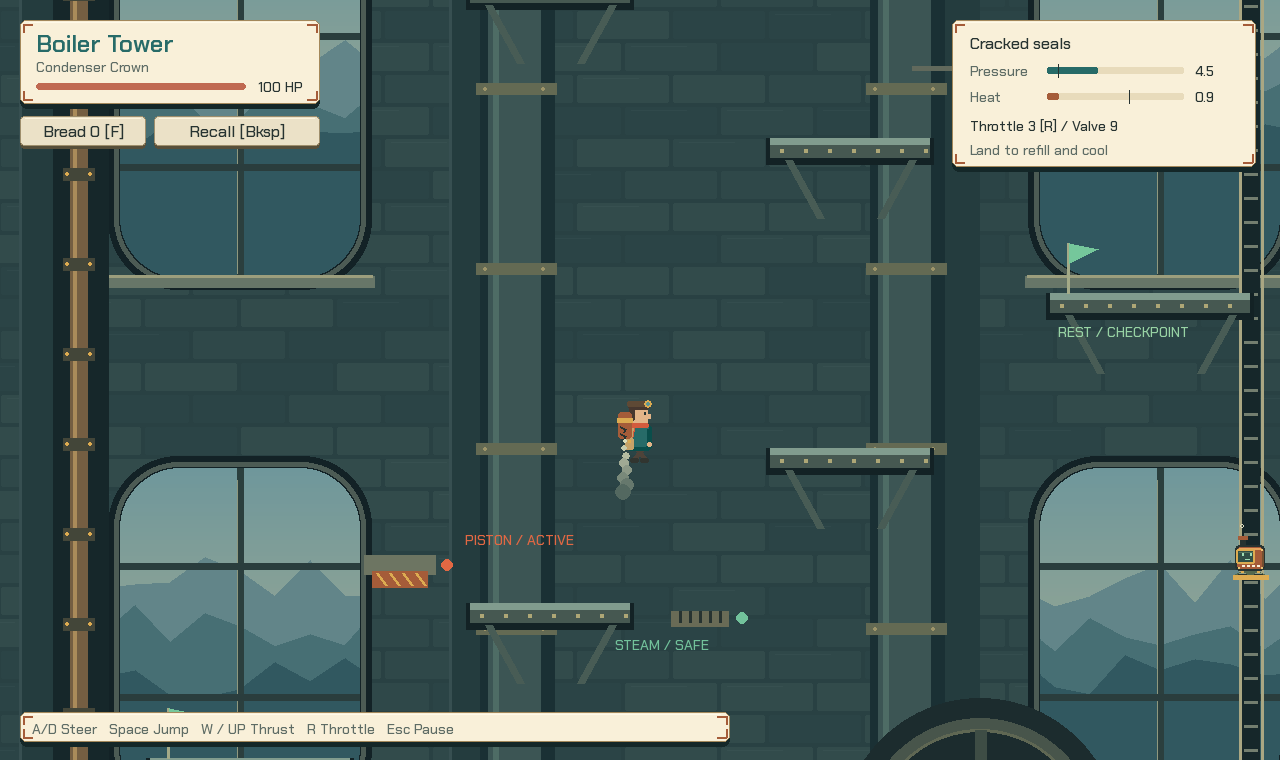 Boiler Tower
Condenser Crown
100 HP
Bread 0 [F]
Recall [Bksp]
Cracked seals
Pressure 4.5
Heat 0.9
Throttle 3 [R] / Valve 9
Land to refill and cool
REST / CHECKPOINT
PISTON / ACTIVE
STEAM / SAFE
A/D Steer Space Jump W / UP Thrust R Throttle Esc Pause